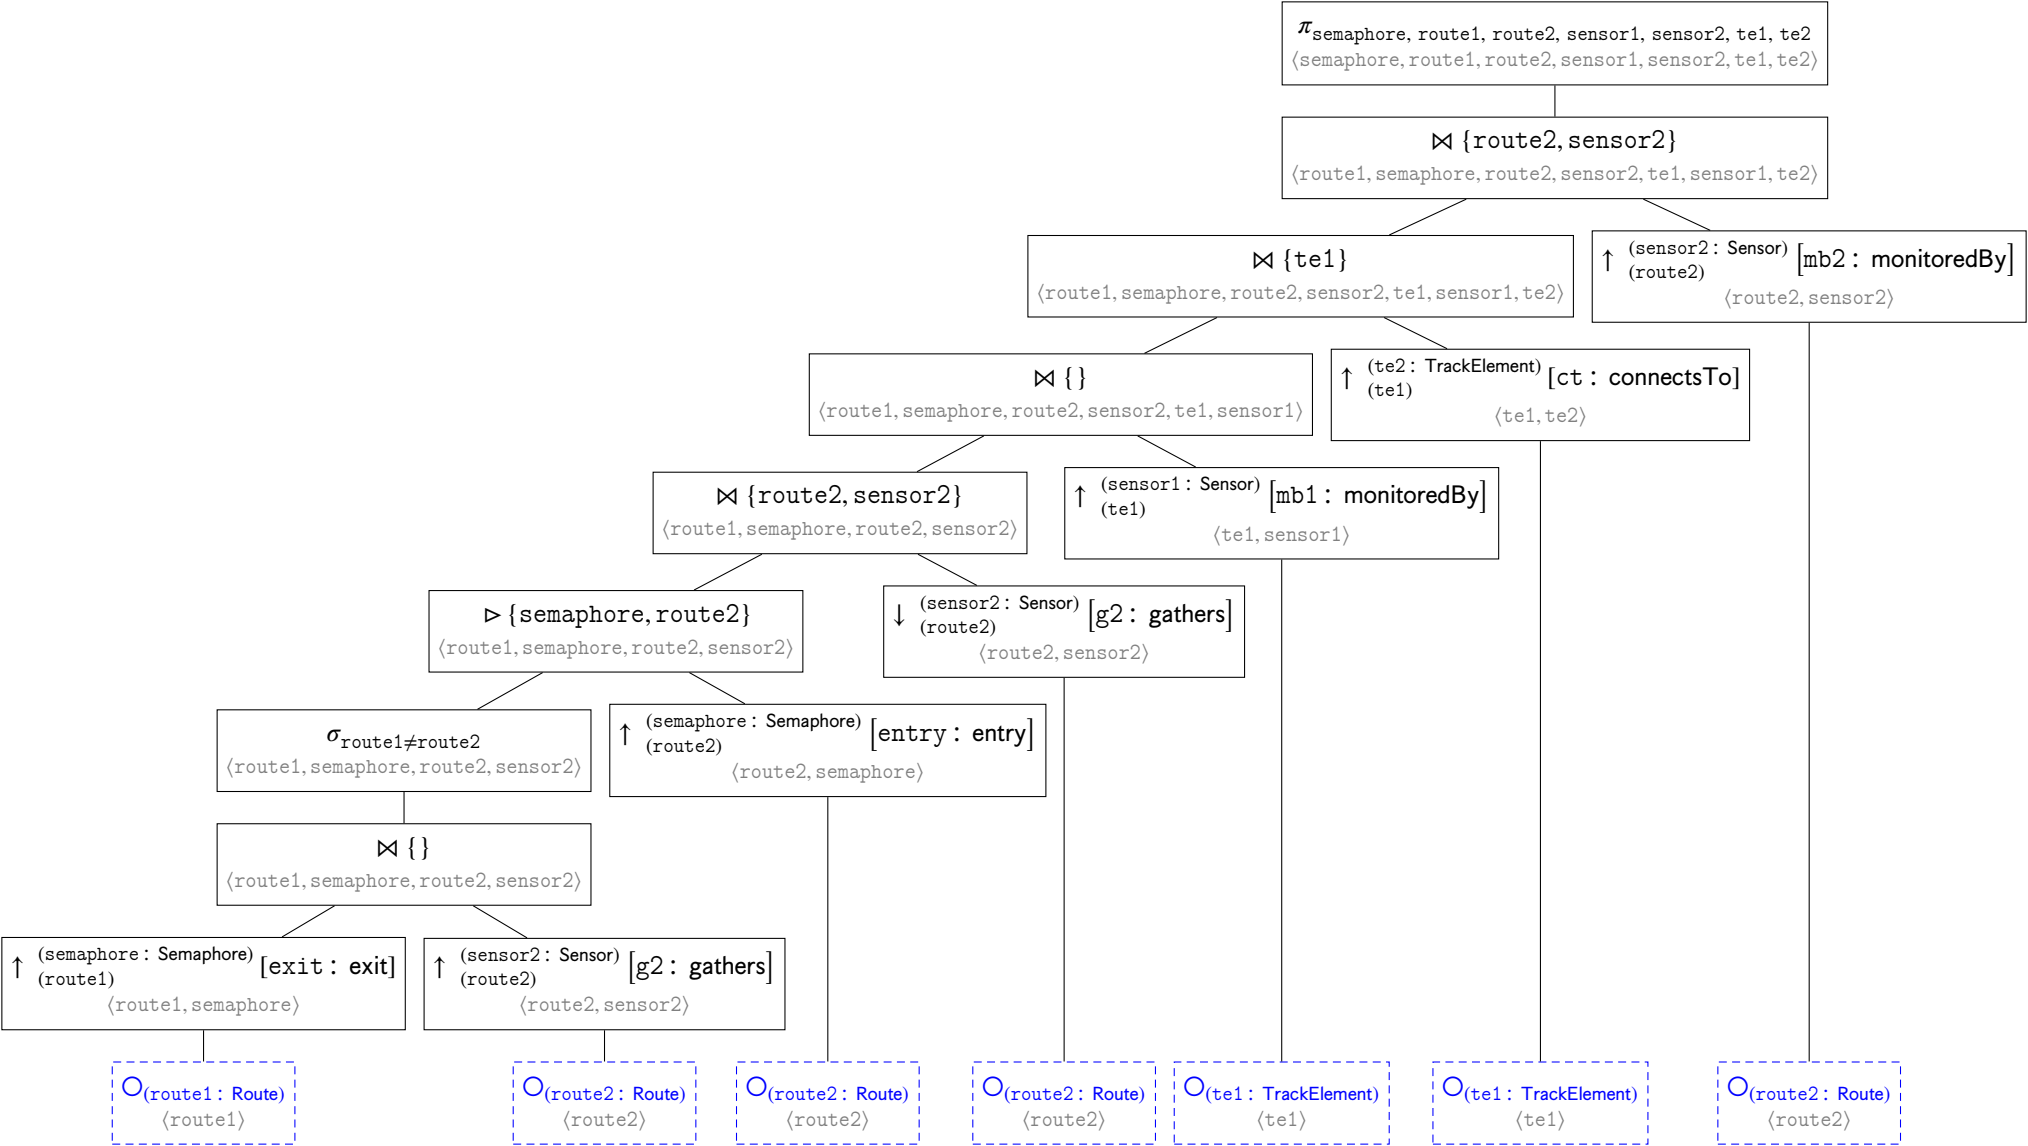 π semaphore, route1, route2, sensor1, sensor2, te1, te2
⟨semaphore, route1, route2, sensor1, sensor2, te1, te2⟩
⋈ {route2, sensor2}
⟨route1, semaphore, route2, sensor2, te1, sensor1, te2⟩
⋈ {te1}
⟨route1, semaphore, route2, sensor2, te1, sensor1, te2⟩
↑ (sensor2: Sensor) [mb2: monitoredBy]
(route2)
⟨route2, sensor2⟩
⋈ {}
⟨route1, semaphore, route2, sensor2, te1, sensor1⟩
↑ (te2: TrackElement) [ct: connectsTo]
(te1)
⟨te1, te2⟩
⋈ {route2, sensor2}
⟨route1, semaphore, route2, sensor2⟩
↑ (sensor1: Sensor) [mb1: monitoredBy]
(te1)
⟨te1, sensor1⟩
▷ {semaphore, route2}
⟨route1, semaphore, route2, sensor2⟩
↓ (sensor2: Sensor) [g2: gathers]
(route2)
⟨route2, sensor2⟩
σ route1≠route2
⟨route1, semaphore, route2, sensor2⟩
↑ (semaphore: Semaphore) [entry: entry]
(route2)
⟨route2, semaphore⟩
⋈ {}
⟨route1, semaphore, route2, sensor2⟩
↑ (semaphore: Semaphore) [exit: exit]
(route1)
⟨route1, semaphore⟩
↑ (sensor2: Sensor) [g2: gathers]
(route2)
⟨route2, sensor2⟩
○(route1: Route)
⟨route1⟩
○(route2: Route)
⟨route2⟩
○(route2: Route)
⟨route2⟩
○(route2: Route)
⟨route2⟩
○(te1: TrackElement)
⟨te1⟩
○(te1: TrackElement)
⟨te1⟩
○(route2: Route)
⟨route2⟩